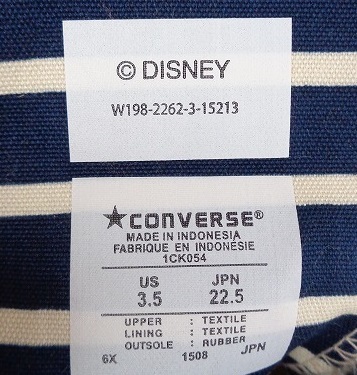 © DISNEY
W198-2262-3-15213
★CONVERSE®
MADE IN INDONESIA
FABRIQUE EN INDONÉSIE
1CK054
US JPN
3.5 22.5
UPPER : TEXTILE
LINING : TEXTILE
OUTSOLE : RUBBER
6X 1508 JPN